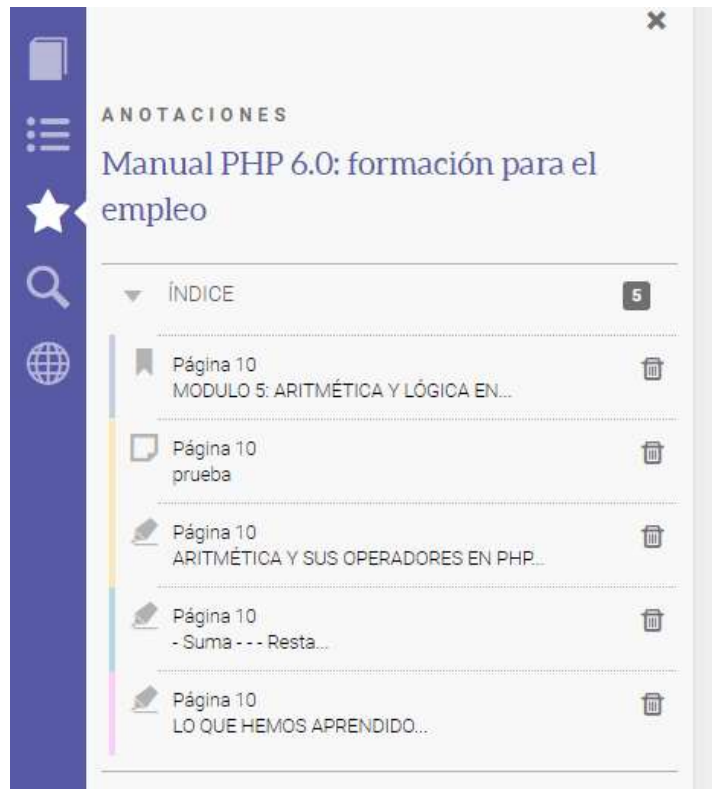 ANOTACIONES
Manual PHP 6.0: formación para el
empleo
ÍNDICE 5
Página 10
MODULO 5: ARITMÉTICA Y LÓGICA EN...
Página 10
prueba
Página 10
ARITMÉTICA Y SUS OPERADORES EN PHP...
Página 10
- Suma - - - Resta...
Página 10
LO QUE HEMOS APRENDIDO...